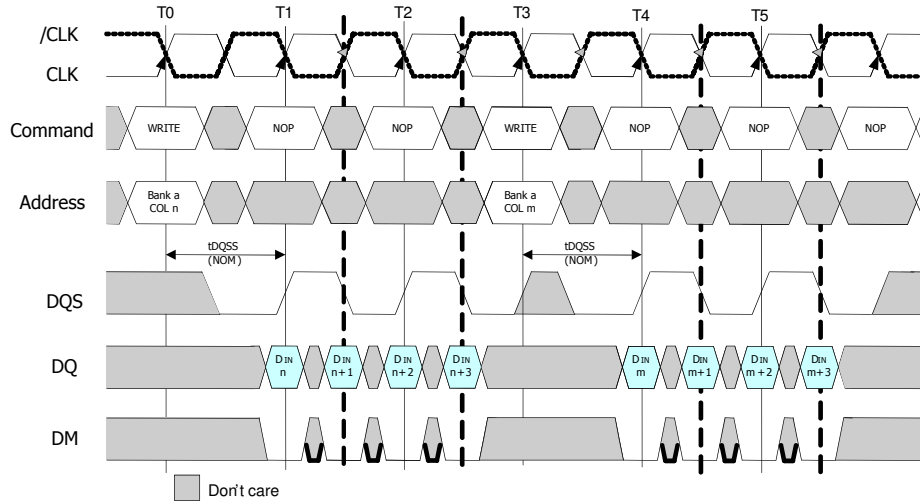 T0 T1 T2 T3 T4 T5
/CLK
CLK
Command WRITE NOP NOP WRITE NOP NOP NOP
Address Bank a Bank a
COL n COL m
tDQSS tDQSS
(NOM) (NOM)
DQS
DQ DIN DIN DIN DIN DIN DIN DIN DIN
n n+1 n+2 n+3 m m+1 m+2 m+3
DM
Don't care